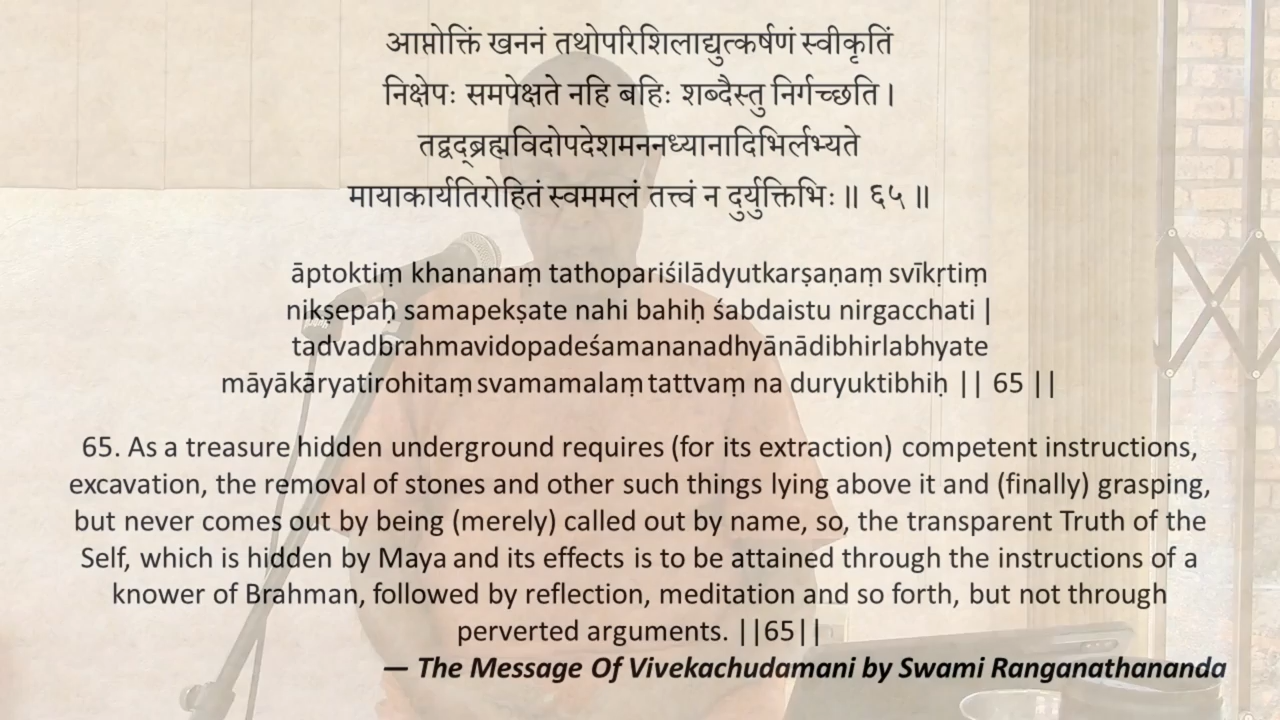 आप्तोक्तिं खननं तथोपरिशिलाद्युत्कर्षणं स्वीकृतिं
निक्षेपः समपेक्षते नहि बहिः शब्दैस्तु निर्गच्छति ।
तद्वद्ब्रह्मविदोपदेशमननध्यानादिभिर्लभ्यते
मायाकार्यतिरोहितं स्वममलं तत्त्वं न दुर्युक्तिभिः ॥ ६५ ॥
āptoktiṃ khananaṃ tathopariśilādyutkarṣaṇaṃ svīkṛtiṃ
nikṣepaḥ samapekṣate nahi bahiḥ śabdaistu nirgacchati |
tadvadbrahmavidopadeśamananadhyānādibhirlabhyate
māyākāryatirohitaṃ svamamalaṃ tattvaṃ na duryuktibhiḥ || 65 ||
65. As a treasure hidden underground requires (for its extraction) competent instructions,
excavation, the removal of stones and other such things lying above it and (finally) grasping,
but never comes out by being (merely) called out by name, so, the transparent Truth of the
Self, which is hidden by Maya and its effects is to be attained through the instructions of a
knower of Brahman, followed by reflection, meditation and so forth, but not through
perverted arguments. ||65||
— The Message Of Vivekachudamani by Swami Ranganathananda